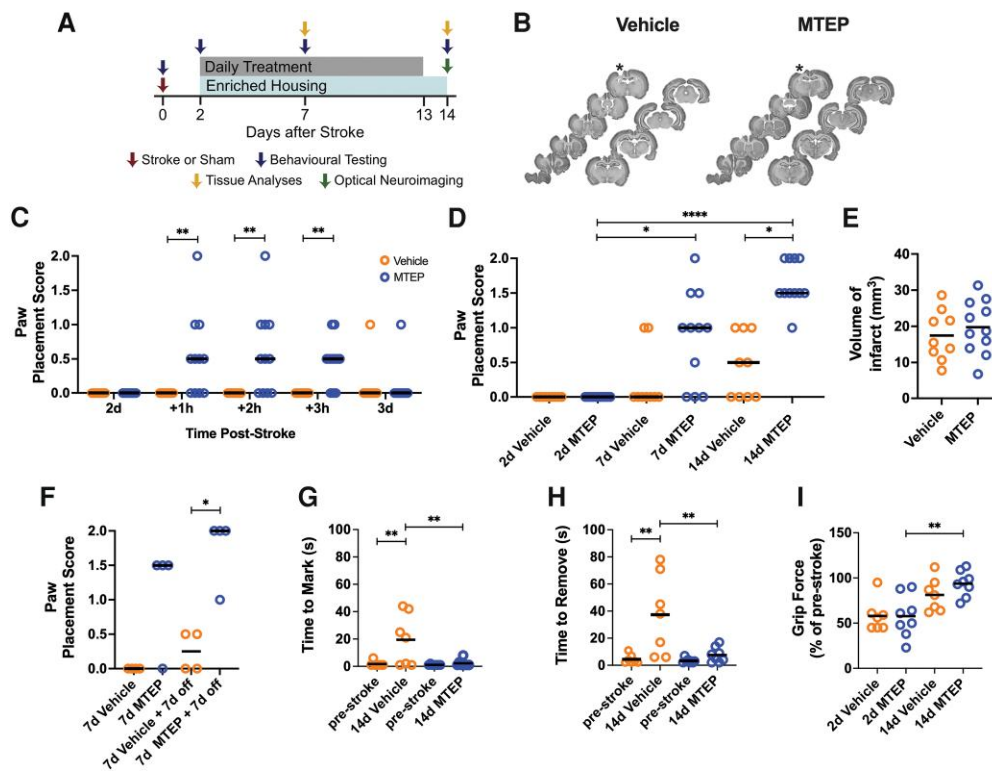 A
Daily Treatment
Enriched Housing
0 2 7 13 14
Days after Stroke
Stroke or Sham Behavioural Testing
Tissue Analyses Optical Neuroimaging
B
Vehicle MTEP
* *
C
** ** **
Vehicle
MTEP
Paw
Placement Score
2.0
1.5
1.0
0.5
0.0
2d +1h +2h +3h 3d
Time Post-Stroke
D
****
* *
Paw
Placement Score
2.0
1.5
1.0
0.5
0.0
2d Vehicle
2d MTEP
7d Vehicle
7d MTEP
14d Vehicle
14d MTEP
E
Volume of
infarct (mm³)
40
30
20
10
0
Vehicle
MTEP
F
*
Paw
Placement Score
2.0
1.5
1.0
0.5
0.0
7d Vehicle
7d MTEP
7d Vehicle + 7d off
7d MTEP + 7d off
G
** **
Time to Mark (s)
100
80
60
40
20
0
pre-stroke
14d Vehicle
pre-stroke
14d MTEP
H
** **
Time to Remove (s)
100
80
60
40
20
0
pre-stroke
14d Vehicle
pre-stroke
14d MTEP
I
**
Grip Force
(% of pre-stroke)
150
100
50
0
2d Vehicle
2d MTEP
14d Vehicle
14d MTEP